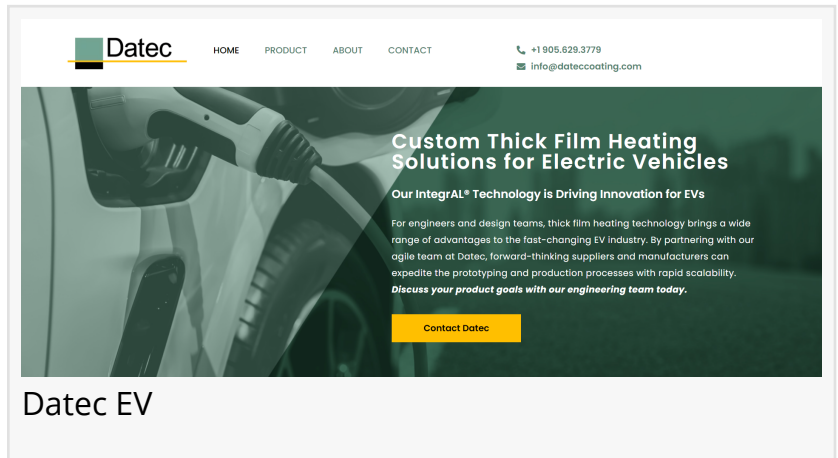 Datec
HOME PRODUCT ABOUT CONTACT
+1 905.629.3779
info@dateccoating.com
Custom Thick Film Heating
Solutions for Electric Vehicles
Our IntegrAL® Technology is Driving Innovation for EVs
For engineers and design teams, thick film heating technology brings a wide
range of advantages to the fast-changing EV industry. By partnering with our
agile team at Datec, forward-thinking suppliers and manufacturers can
expedite the prototyping and production processes with rapid scalability.
Discuss your product goals with our engineering team today.
Contact Datec
Datec EV